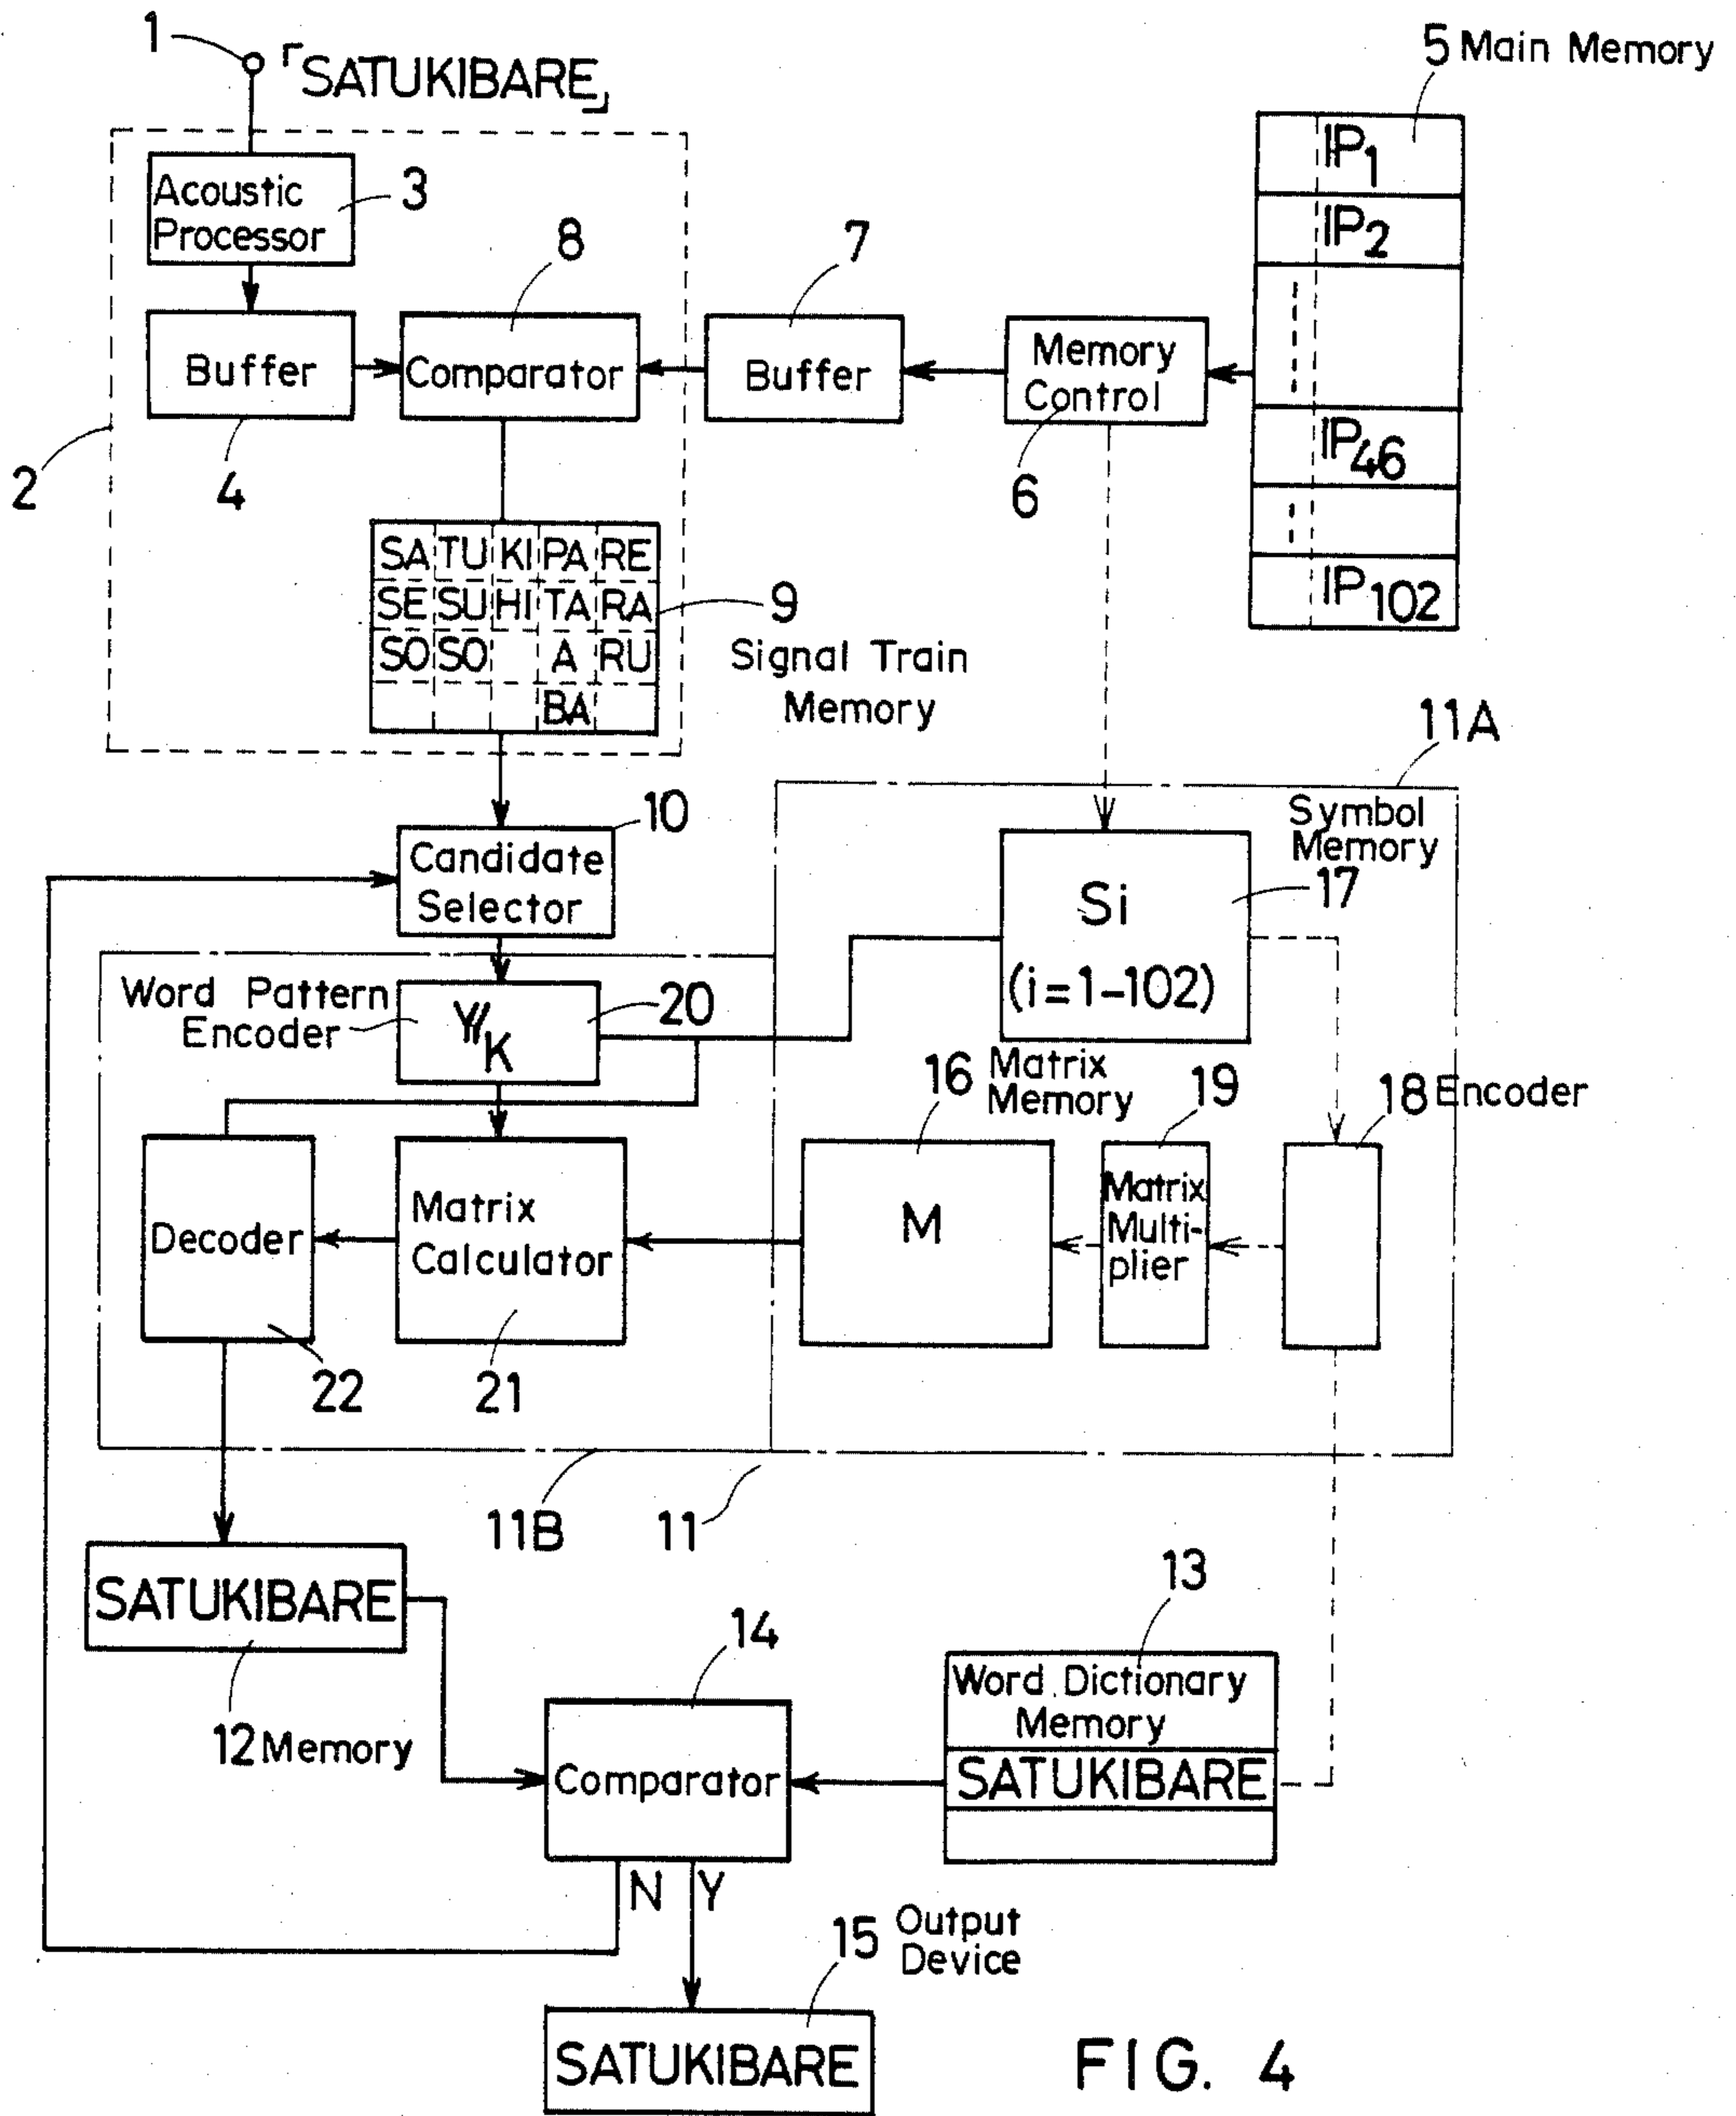 1
「SATUKIBARE」
5 Main Memory
IP1
IP2
IP46
IP102
2
Acoustic
Processor
3
8
7
Buffer
Comparator
Buffer
Memory
Control
4
6
SA TU KI PA RE
SE SU HI TA RA
SO SO A RU
BA
9
Signal Train
Memory
11A
10
Candidate
Selector
Symbol
Memory
Si
(i=1-102)
17
Word Pattern
Encoder
YK
20
16 Matrix
Memory
19
18 Encoder
Decoder
Matrix
Calculator
M
Matrix
Multi-
plier
22
21
11B
11
SATUKIBARE
12 Memory
14
13
Word Dictionary
Memory
SATUKIBARE
Comparator
N Y
15 Output
Device
SATUKIBARE
FIG. 4